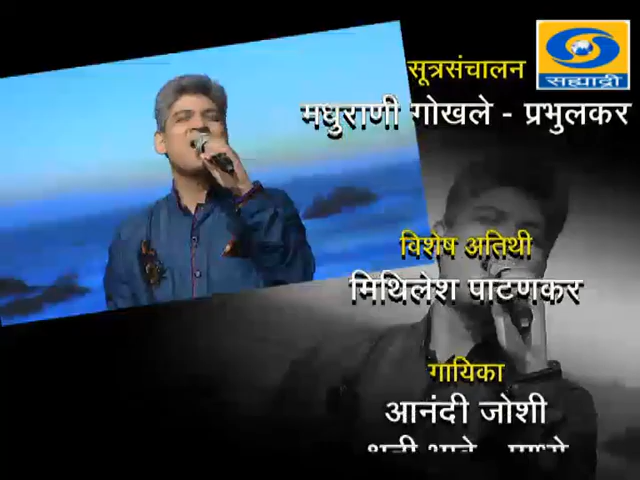 सूत्रसंचालन
सह्याद्री
मधुराणी गोखले - प्रभुलकर
विशेष अतिथी
मिथिलेश पाटणकर
गायिका
आनंदी जोशी